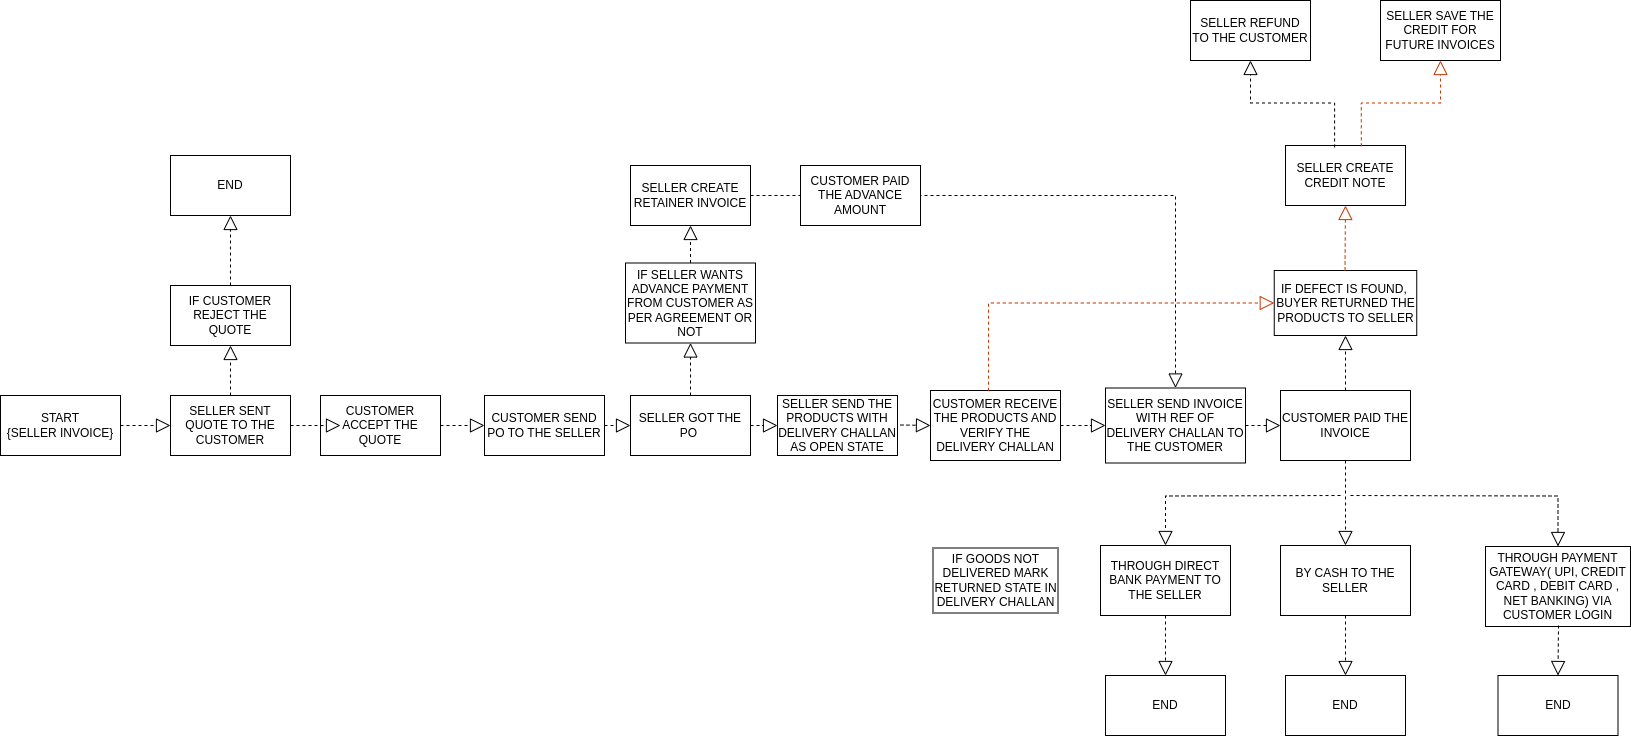 SELLER REFUND
TO THE CUSTOMER
SELLER SAVE THE
CREDIT FOR
FUTURE INVOICES
SELLER CREATE
CREDIT NOTE
END
SELLER CREATE
RETAINER INVOICE
CUSTOMER PAID
THE ADVANCE
AMOUNT
IF CUSTOMER
REJECT THE
QUOTE
IF SELLER WANTS
ADVANCE PAYMENT
FROM CUSTOMER AS
PER AGREEMENT OR
NOT
IF DEFECT IS FOUND,
BUYER RETURNED THE
PRODUCTS TO SELLER
START
{SELLER INVOICE}
SELLER SENT
QUOTE TO THE
CUSTOMER
CUSTOMER
ACCEPT THE
QUOTE
CUSTOMER SEND
PO TO THE SELLER
SELLER GOT THE
PO
SELLER SEND THE
PRODUCTS WITH
DELIVERY CHALLAN
AS OPEN STATE
CUSTOMER RECEIVE
THE PRODUCTS AND
VERIFY THE
DELIVERY CHALLAN
SELLER SEND INVOICE
WITH REF OF
DELIVERY CHALLAN TO
THE CUSTOMER
CUSTOMER PAID THE
INVOICE
IF GOODS NOT
DELIVERED MARK
RETURNED STATE IN
DELIVERY CHALLAN
THROUGH DIRECT
BANK PAYMENT TO
THE SELLER
BY CASH TO THE
SELLER
THROUGH PAYMENT
GATEWAY( UPI, CREDIT
CARD , DEBIT CARD ,
NET BANKING) VIA
CUSTOMER LOGIN
END
END
END